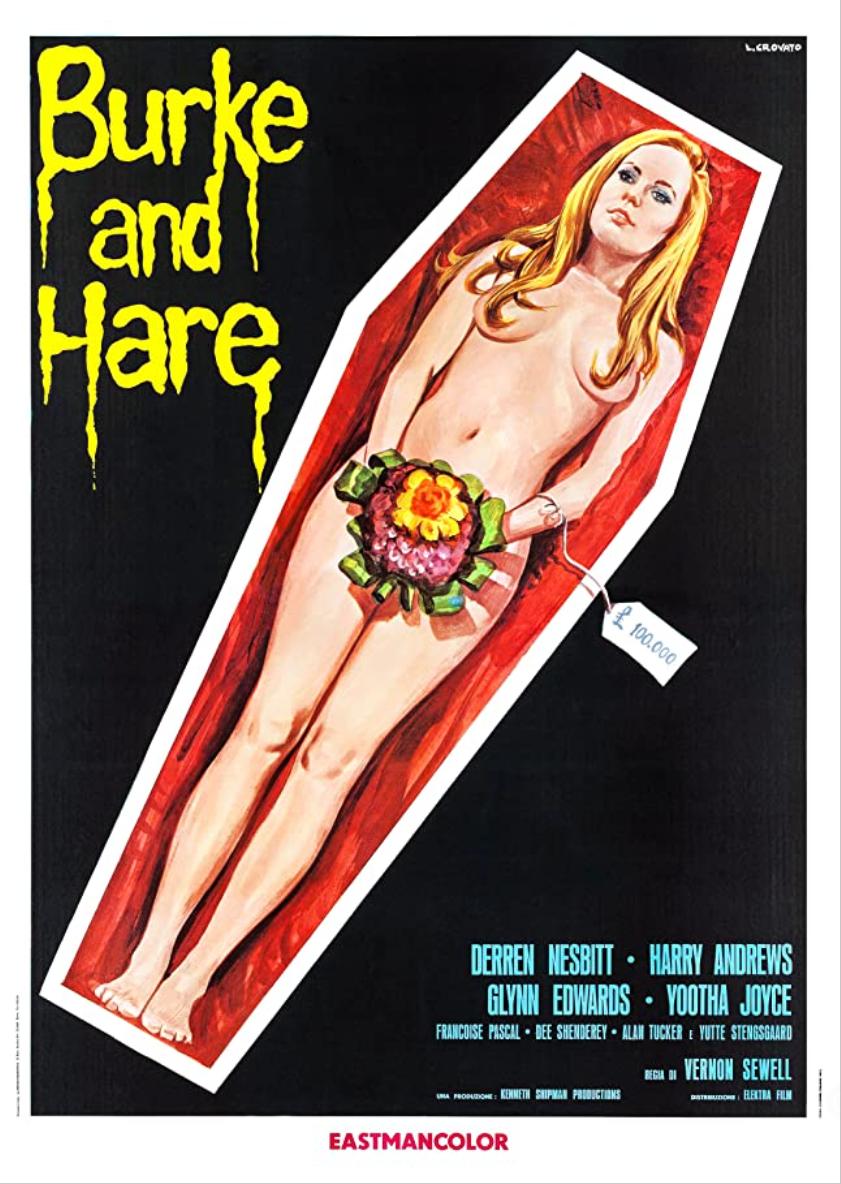 L. CROVATO
Burke
and
Hare
£ 100.000
DERREN NESBITT • HARRY ANDREWS
GLYNN EDWARDS • YOOTHA JOYCE
FRANCOISE PASCAL • DEE SHENDEREY • ALAN TUCKER E YUTTE STENGSGAARD
REGIA DI VERNON SEWELL
UNA PRODUZIONE: KENNETH SHIPMAN PRODUCTIONS DISTRIBUZIONE: ELEKTRA FILM
EASTMANCOLOR